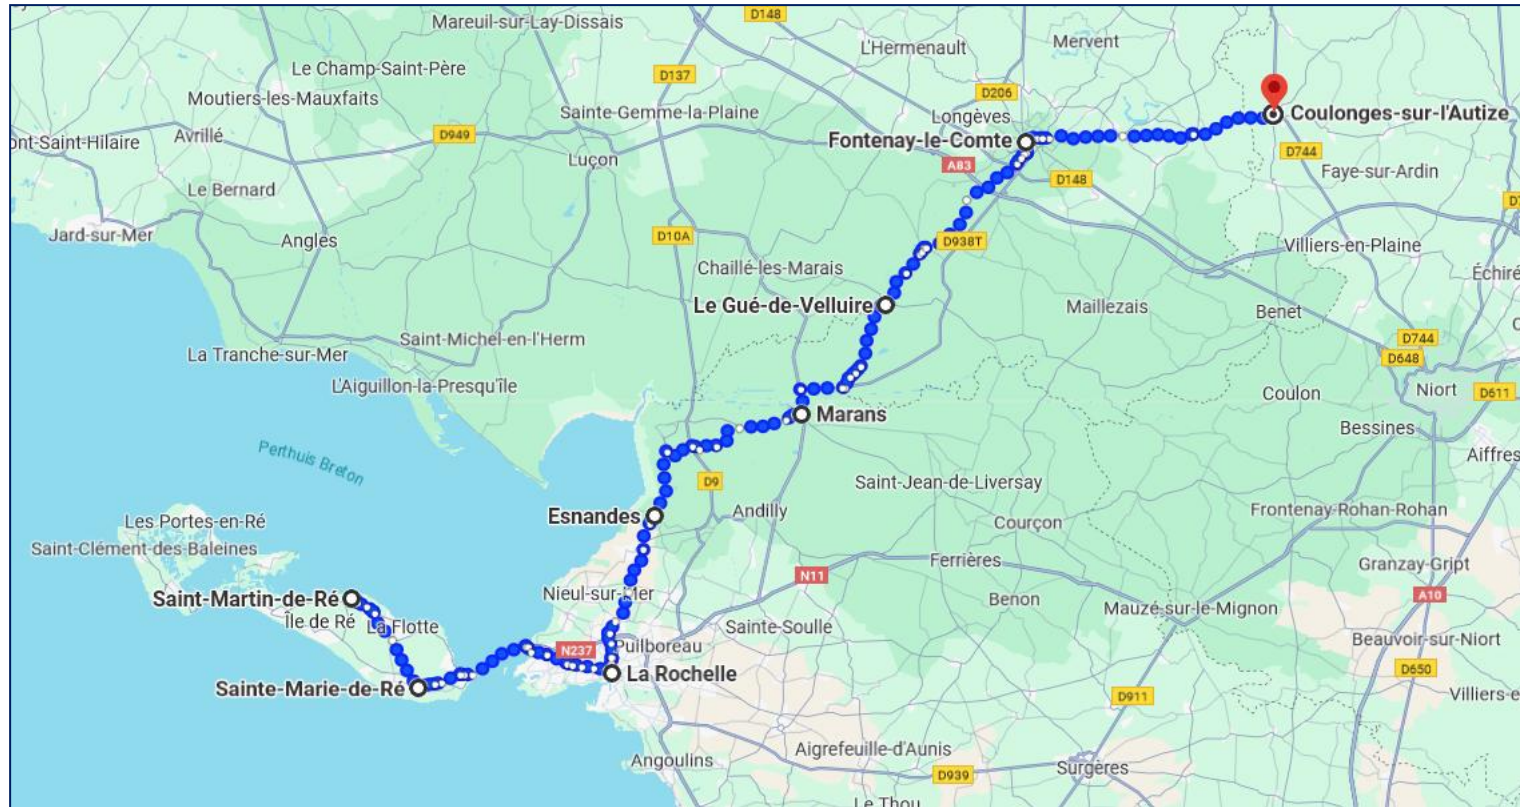 Mareuil-sur-Lay-Dissais
D148
L'Hermenault
Mervent
Le Champ-Saint-Père
D137
Moutiers-les-Mauxfaits
D206
Sainte-Gemme-la-Plaine
Longèves
Coulonges-sur-l'Autize
ont-Saint-Hilaire
Avrillé
D949
Fontenay-le-Comte
Luçon
A83
D744
Faye-sur-Ardin
D148
Le Bernard
Jard-sur-Mer
Angles
D10A
D938T
Villiers-en-Plaine
Chaillé-les-Marais
Échiré
Le Gué-de-Velluire
Maillezais
Benet
Saint-Michel-en-l'Herm
D744
La Tranche-sur-Mer
D648
L'Aiguillon-la-Presqu'île
Coulon
Niort
D611
Marans
Bessines
Perthuis Breton
Aiffres
D9
Saint-Jean-de-Liversay
Esnandes
Andilly
Frontenay-Rohan-Rohan
Les Portes-en-Ré
Courçon
Saint-Clément-des-Baleines
Ferrières
Granzay-Gript
N11
Nieul-sur-Mer
A10
Saint-Martin-de-Ré
Benon
Mauzé-sur-le-Mignon
Île de Ré
La Flotte
Sainte-Soulle
Beauvoir-sur-Niort
N237
Puilboreau
D650
La Rochelle
Sainte-Marie-de-Ré
D911
Villiers-e
Aigrefeuille-d'Aunis
Angoulins
Surgères
D939
Le Thou